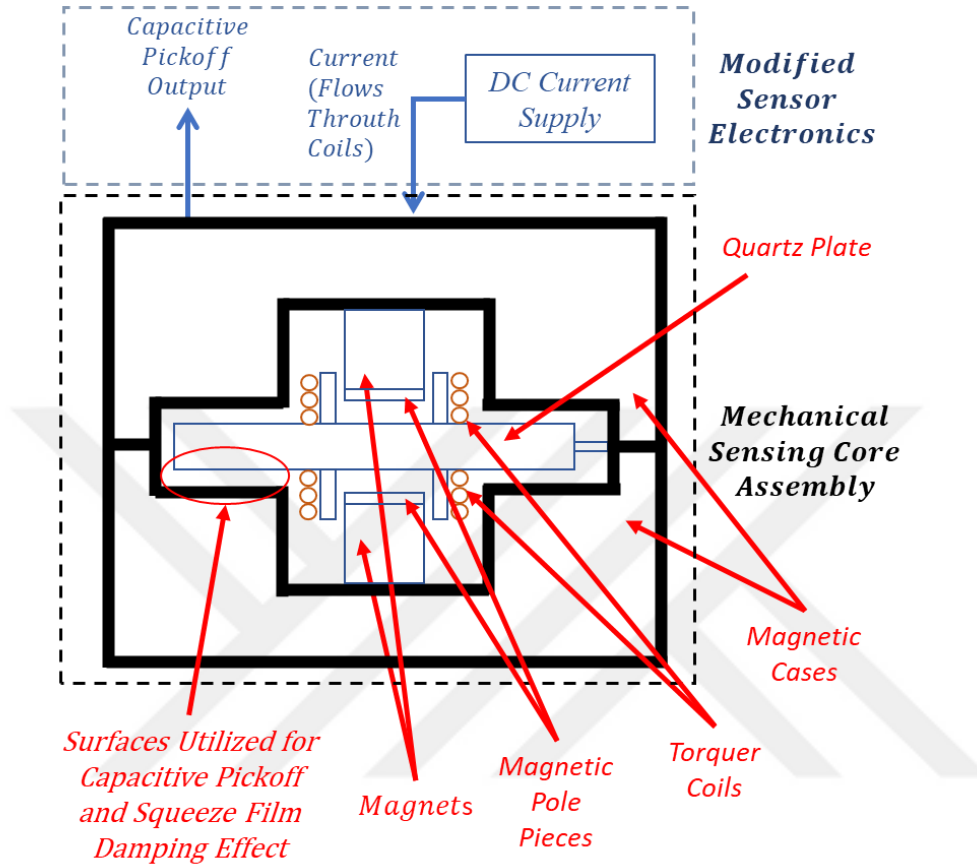 Capacitive
Pickoff
Output
Current
(Flows
Throuth
Coils)
DC Current
Supply
Modified
Sensor
Electronics
Quartz Plate
Mechanical
Sensing Core
Assembly
Magnetic
Cases
Surfaces Utilized for
Capacitive Pickoff
and Squeeze Film
Damping Effect
Magnets
Magnetic
Pole
Pieces
Torquer
Coils